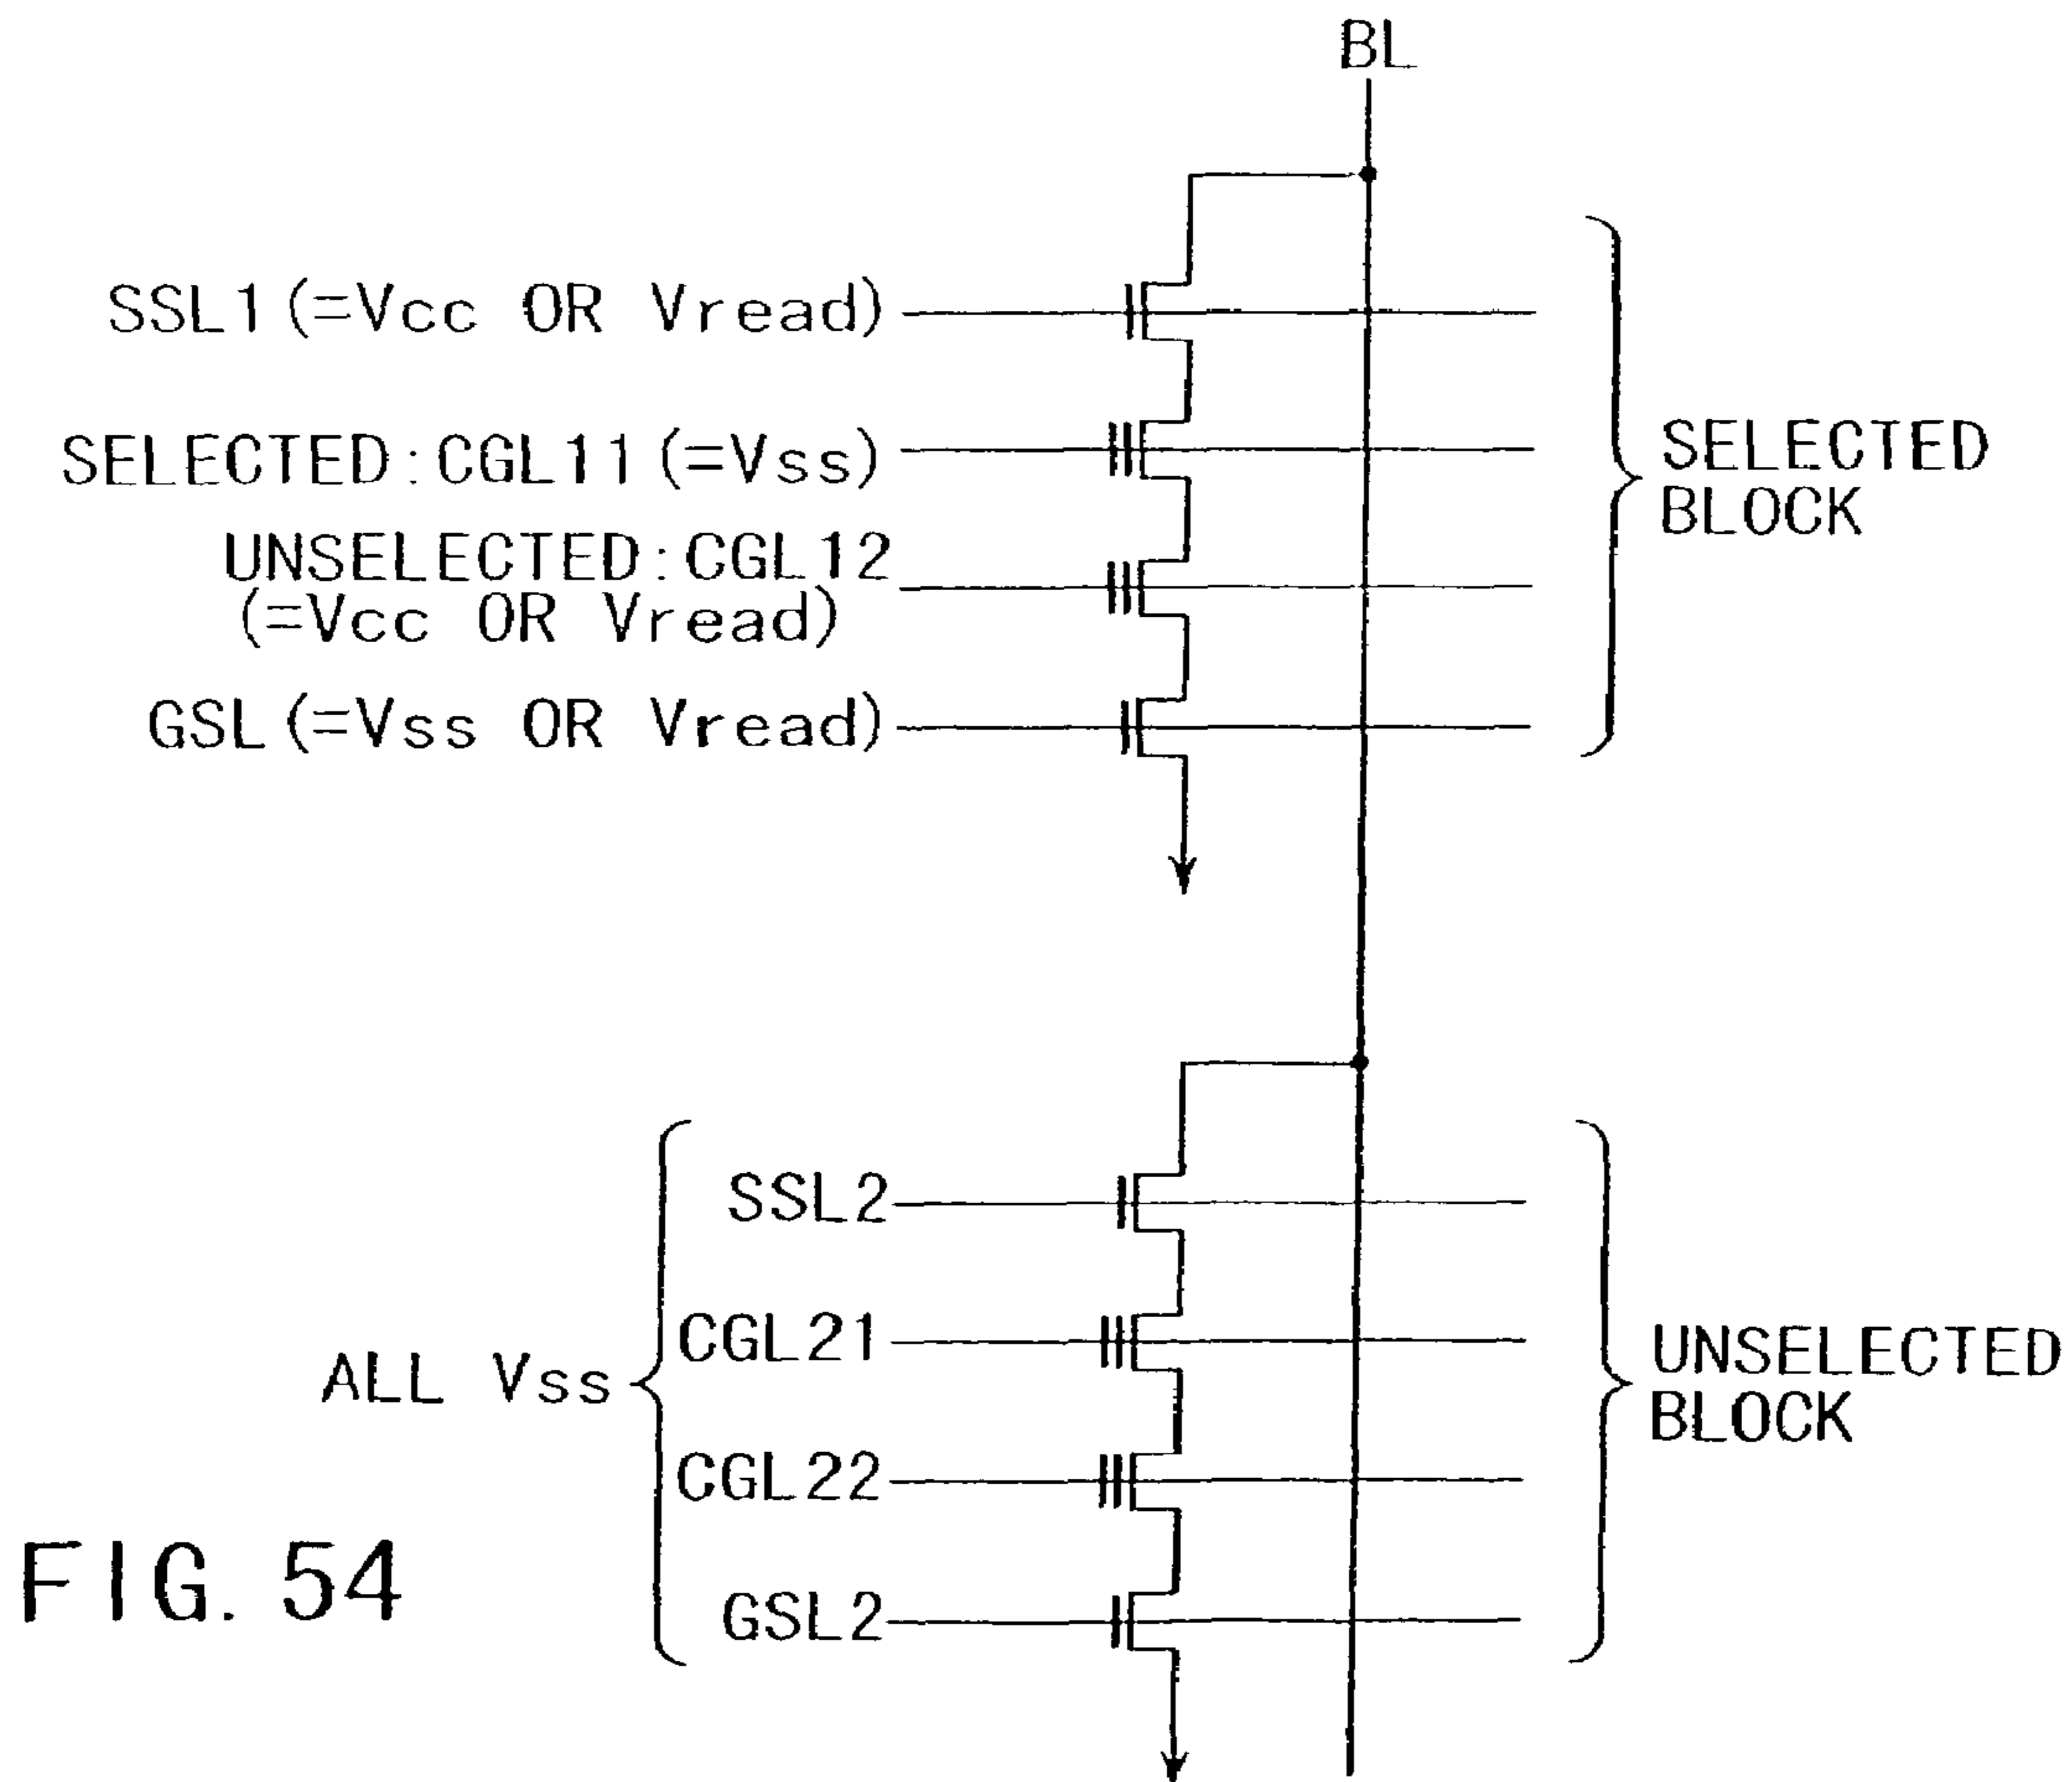 BL
SSL1(=Vcc OR Vread)
SELECTED:CGL11(=Vss)
UNSELECTED:CGL12
(=Vcc OR Vread)
GSL(=Vss OR Vread)
SELECTED
BLOCK
SSL2
CGL21
ALL Vss
CGL22
GSL2
UNSELECTED
BLOCK
FIG. 54